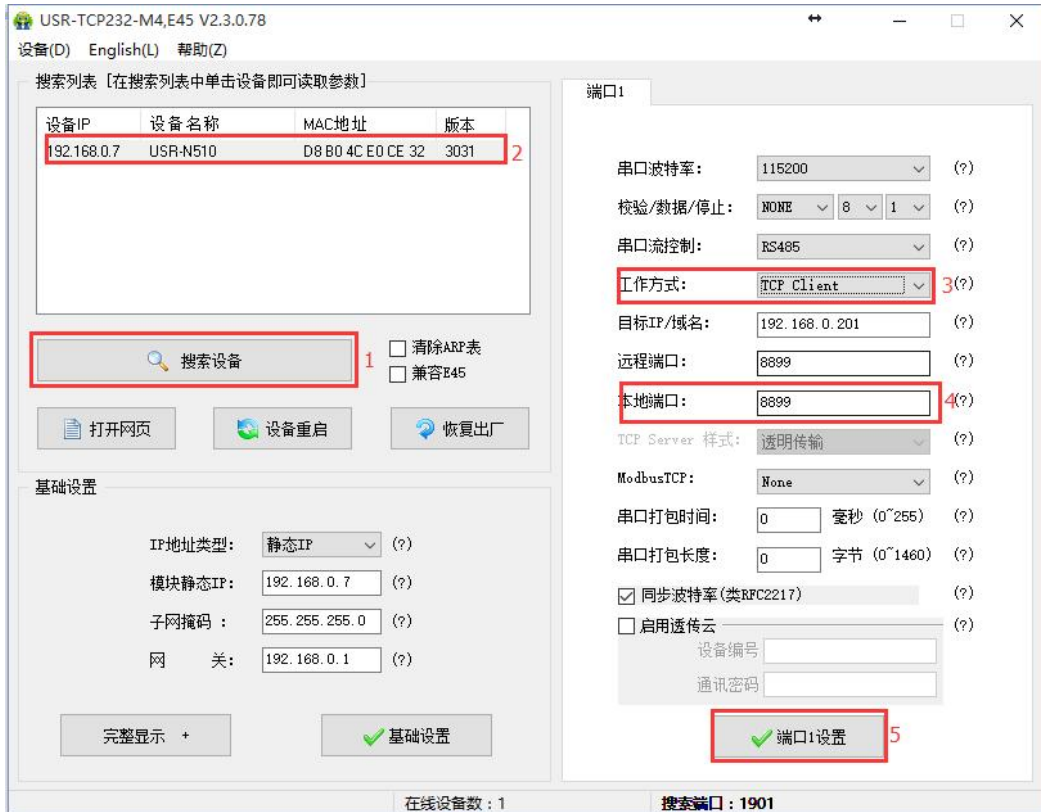 USR-TCP232-M4,E45 V2.3.0.78
设备(D) English(L) 帮助(Z)
搜索列表 [在搜索列表中单击设备即可读取参数]
设备IP 设备名称 MAC地址 版本
192.168.0.7 USR-N510 D8 B0 4C E0 CE 32 3031 2
1 搜索设备
清除ARP表
兼容E45
打开网页 设备重启 恢复出厂
基础设置
IP地址类型: 静态IP (?)
模块静态IP: 192.168.0.7 (?)
子网掩码 : 255.255.255.0 (?)
网 关: 192.168.0.1 (?)
完整显示 + 基础设置
端口1
串口波特率: 115200 (?)
校验/数据/停止: NONE 8 1 (?)
串口流控制: RS485 (?)
工作方式: TCP Client 3 (?)
目标IP/域名: 192.168.0.201 (?)
远程端口: 8899 (?)
本地端口: 8899 4 (?)
TCP Server 样式: 透明传输 (?)
ModbusTCP: None (?)
串口打包时间: 0 毫秒 (0~255) (?)
串口打包长度: 0 字节 (0~1460) (?)
同步波特率(类RFC2217) (?)
启用透传云 (?)
设备编号
通讯密码
端口1设置 5
在线设备数：1 搜索端口：1901